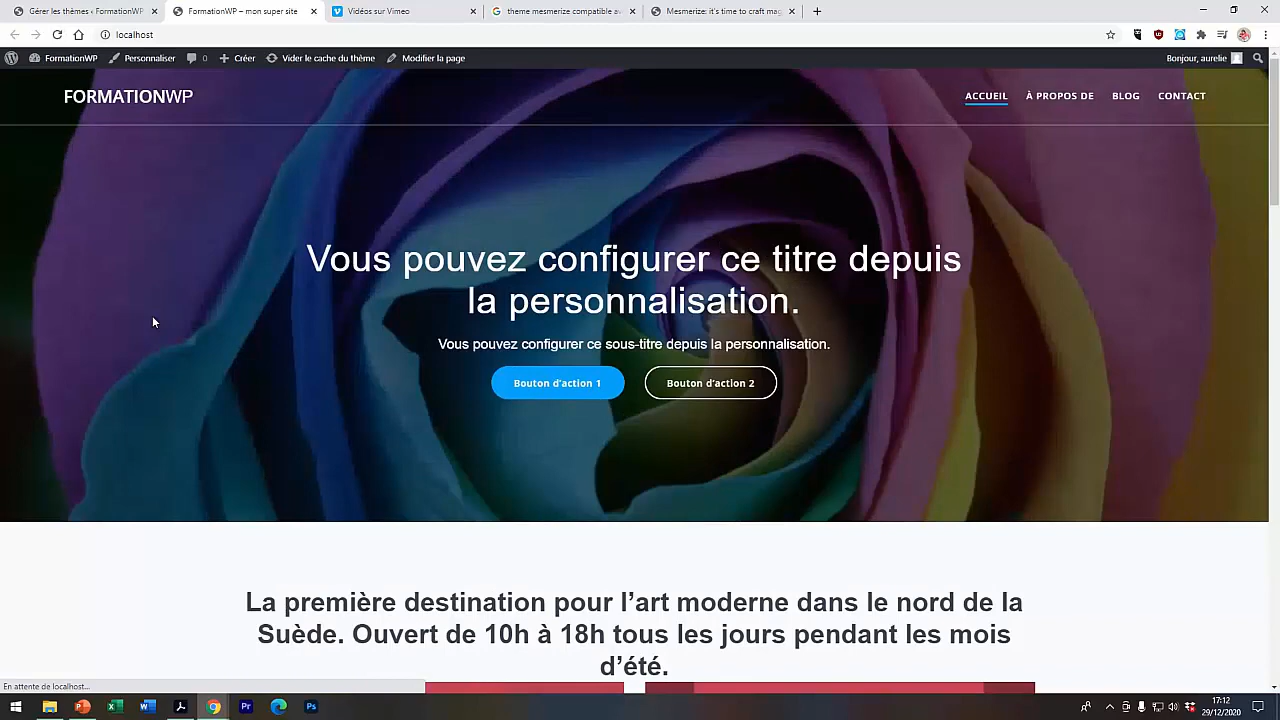 Gérer les thèmes ‹ FormationWP
FormationWP – mon super site
Vidéos sur Vimeo
theme mesmerize compatible av
Mesmerize: it's time to craft mag
localhost
FormationWP
Personnaliser
0
Créer
Vider le cache du thème
Modifier la page
Bonjour, aurelie
FORMATIONWP
ACCUEIL
À PROPOS DE
BLOG
CONTACT
Vous pouvez configurer ce titre depuis
la personnalisation.
Vous pouvez configurer ce sous-titre depuis la personnalisation.
Bouton d'action 1
Bouton d'action 2
La première destination pour l'art moderne dans le nord de la
Suède. Ouvert de 10h à 18h tous les jours pendant les mois
d'été.
En attente de localhost...
17:12
29/12/2020